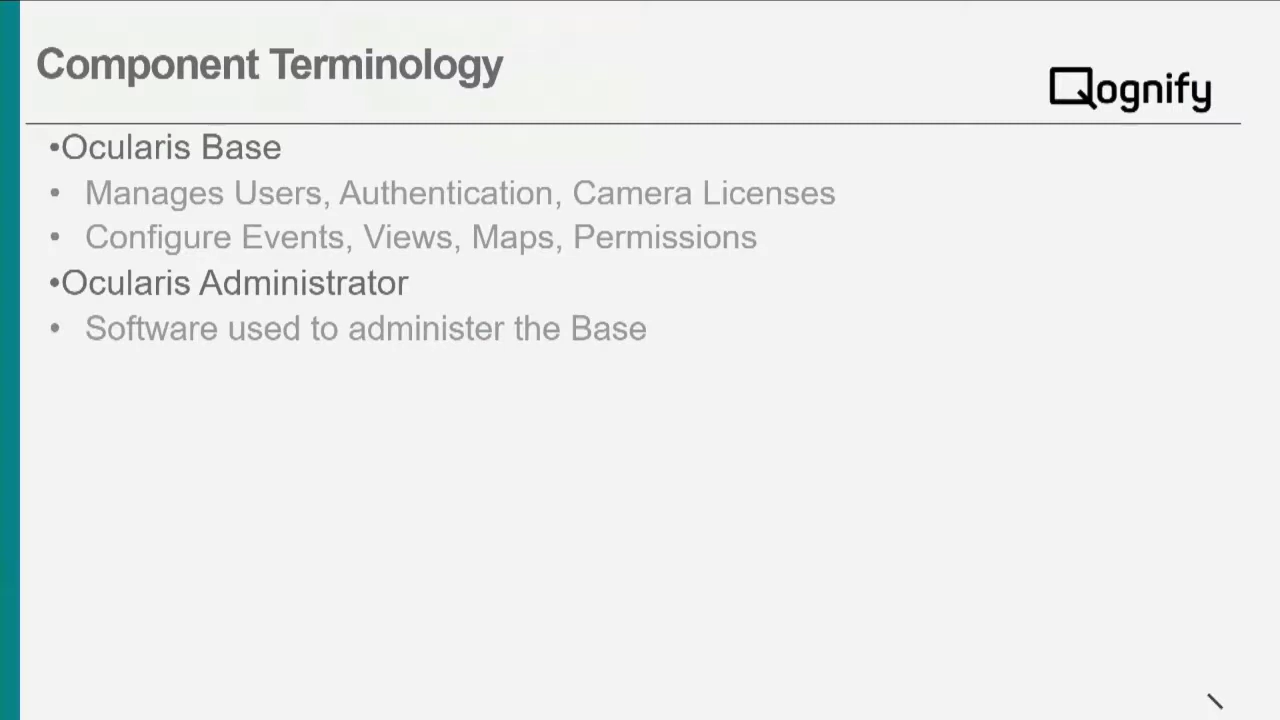 Component Terminology
Qognify
•Ocularis Base
• Manages Users, Authentication, Camera Licenses
• Configure Events, Views, Maps, Permissions
•Ocularis Administrator
• Software used to administer the Base